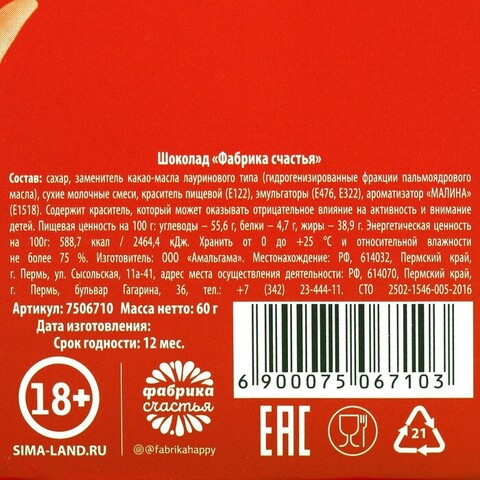 Шоколад «Фабрика счастья»
Состав: сахар, заменитель какао-масла лауринового типа (гидрогенизированные фракции пальмоядрового
масла), сухие молочные смеси, краситель пищевой (Е122), эмульгаторы (Е476, Е322), ароматизатор «МАЛИНА»
(Е1518). Содержит краситель, который может оказывать отрицательное влияние на активность и внимание
детей. Пищевая ценность на 100 г: углеводы – 55,6 г, белки – 4,7 г, жиры – 38,9 г. Энергетическая ценность
на 100г: 588,7 ккал / 2464,4 кДж. Хранить от 0 до +25 °С и относительной влажности
не более 75 %. Изготовитель: ООО «Амальгама». Местонахождение: РФ, 614032, Пермский край,
г. Пермь, ул. Сысольская, 11а-41, адрес места осуществления деятельности: РФ, 614070, Пермский край,
г. Пермь, бульвар Гагарина, 36, тел.: +7 (342) 23-444-11. СТО 2502-1546-005-2016
Артикул: 7506710 Масса нетто: 60 г
Дата изготовления:
Срок годности: 12 мес.
18+
SIMA-LAND.RU
фабрика
счастья
@fabrikahappy
6 900075 067103
EAC
21